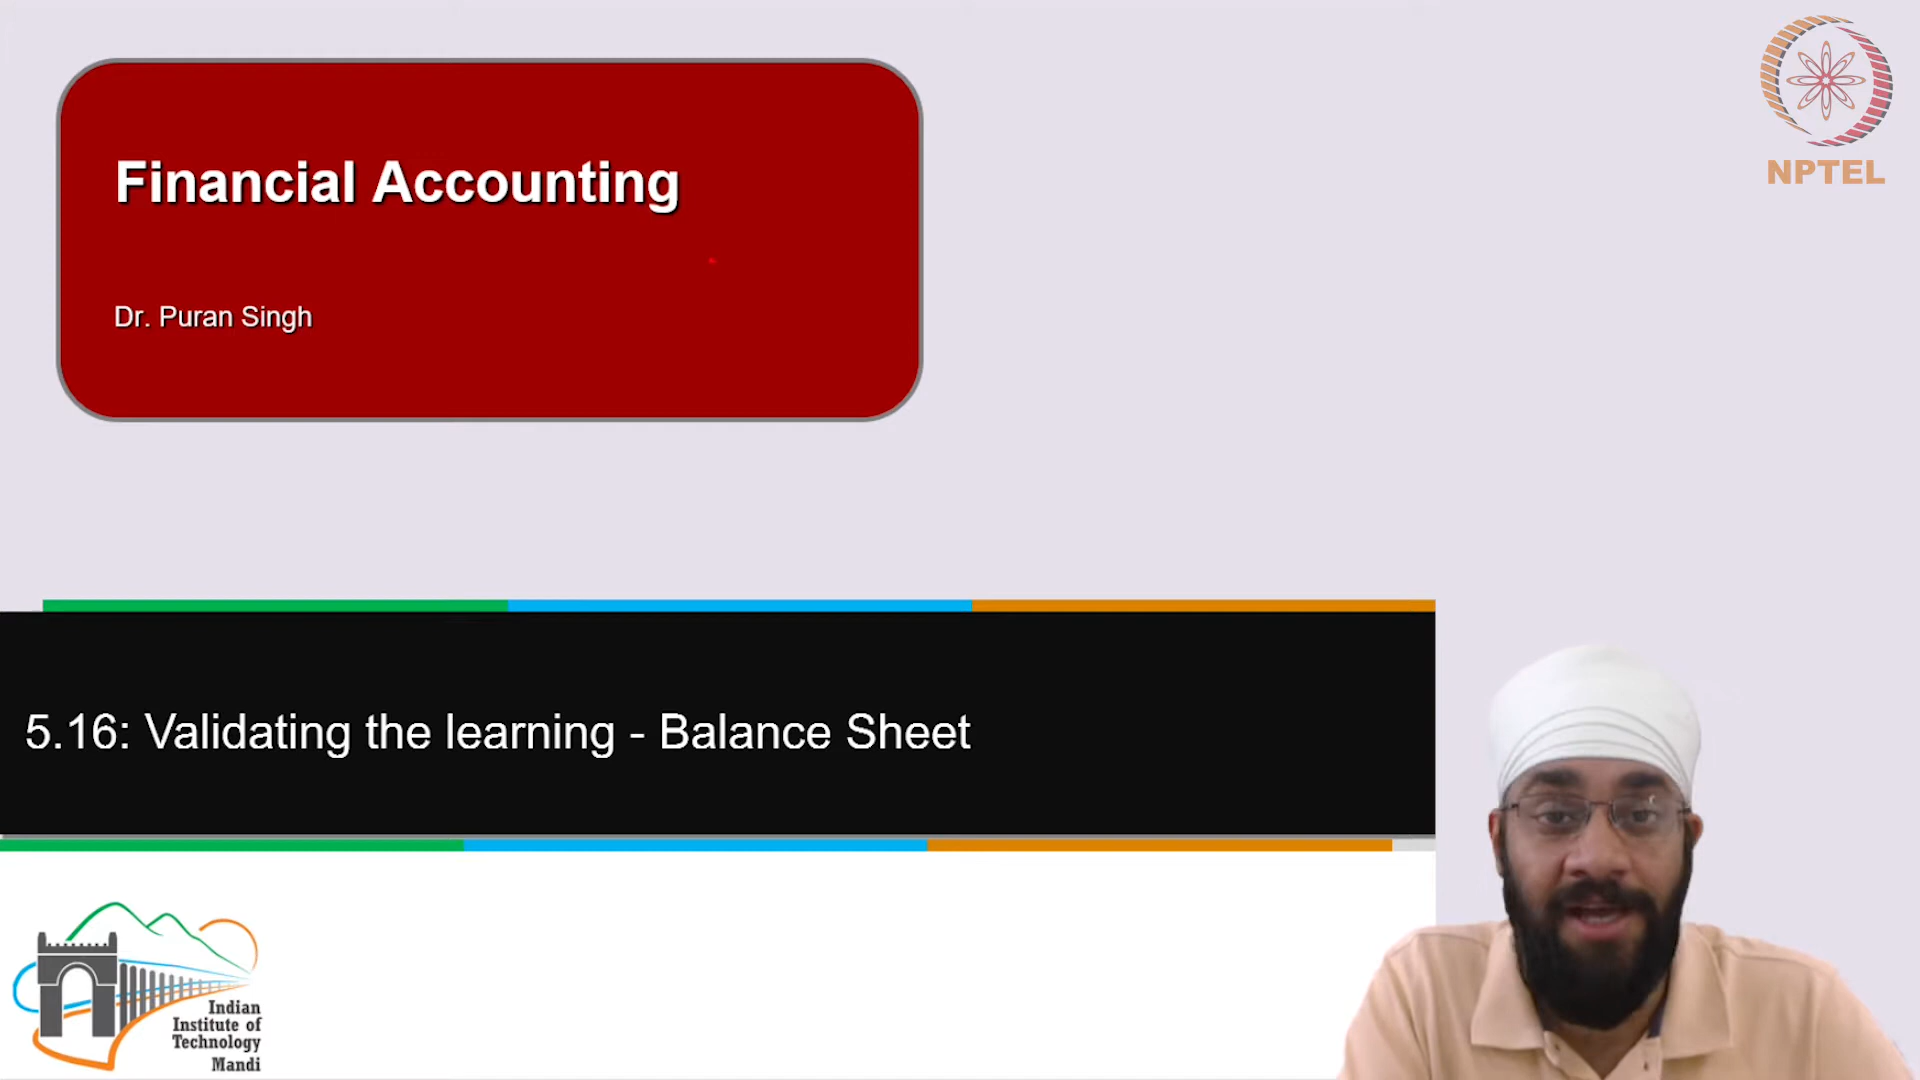 Financial Accounting
Dr. Puran Singh
NPTEL
5.16: Validating the learning - Balance Sheet
Indian
Institute of
Technology
Mandi